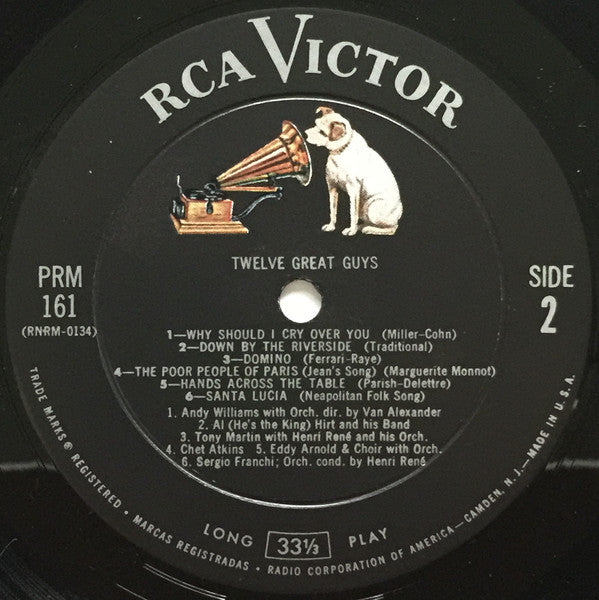 RCA VICTOR
TWELVE GREAT GUYS
PRM
161
(RNRM-0134)
SIDE
2
1—WHY SHOULD I CRY OVER YOU (Miller-Cohn)
2—DOWN BY THE RIVERSIDE (Traditional)
3—DOMINO (Ferrari-Raye)
4—THE POOR PEOPLE OF PARIS (Jean's Song) (Marguerite Monnot)
5—HANDS ACROSS THE TABLE (Parish-Delettre)
6—SANTA LUCIA (Neapolitan Folk Song)
1. Andy Williams with Orch. dir. by Van Alexander
2. Al (He's the King) Hirt and his Band
3. Tony Martin with Henri René and his Orch.
4. Chet Atkins 5. Eddy Arnold & Choir with Orch.
6. Sergio Franchi; Orch. cond. by Henri René
LONG 33⅓ PLAY
TRADE MARKS ® REGISTERED • MARCAS REGISTRADAS • RADIO CORPORATION OF AMERICA—CAMDEN, N. J.—MADE IN U. S. A.